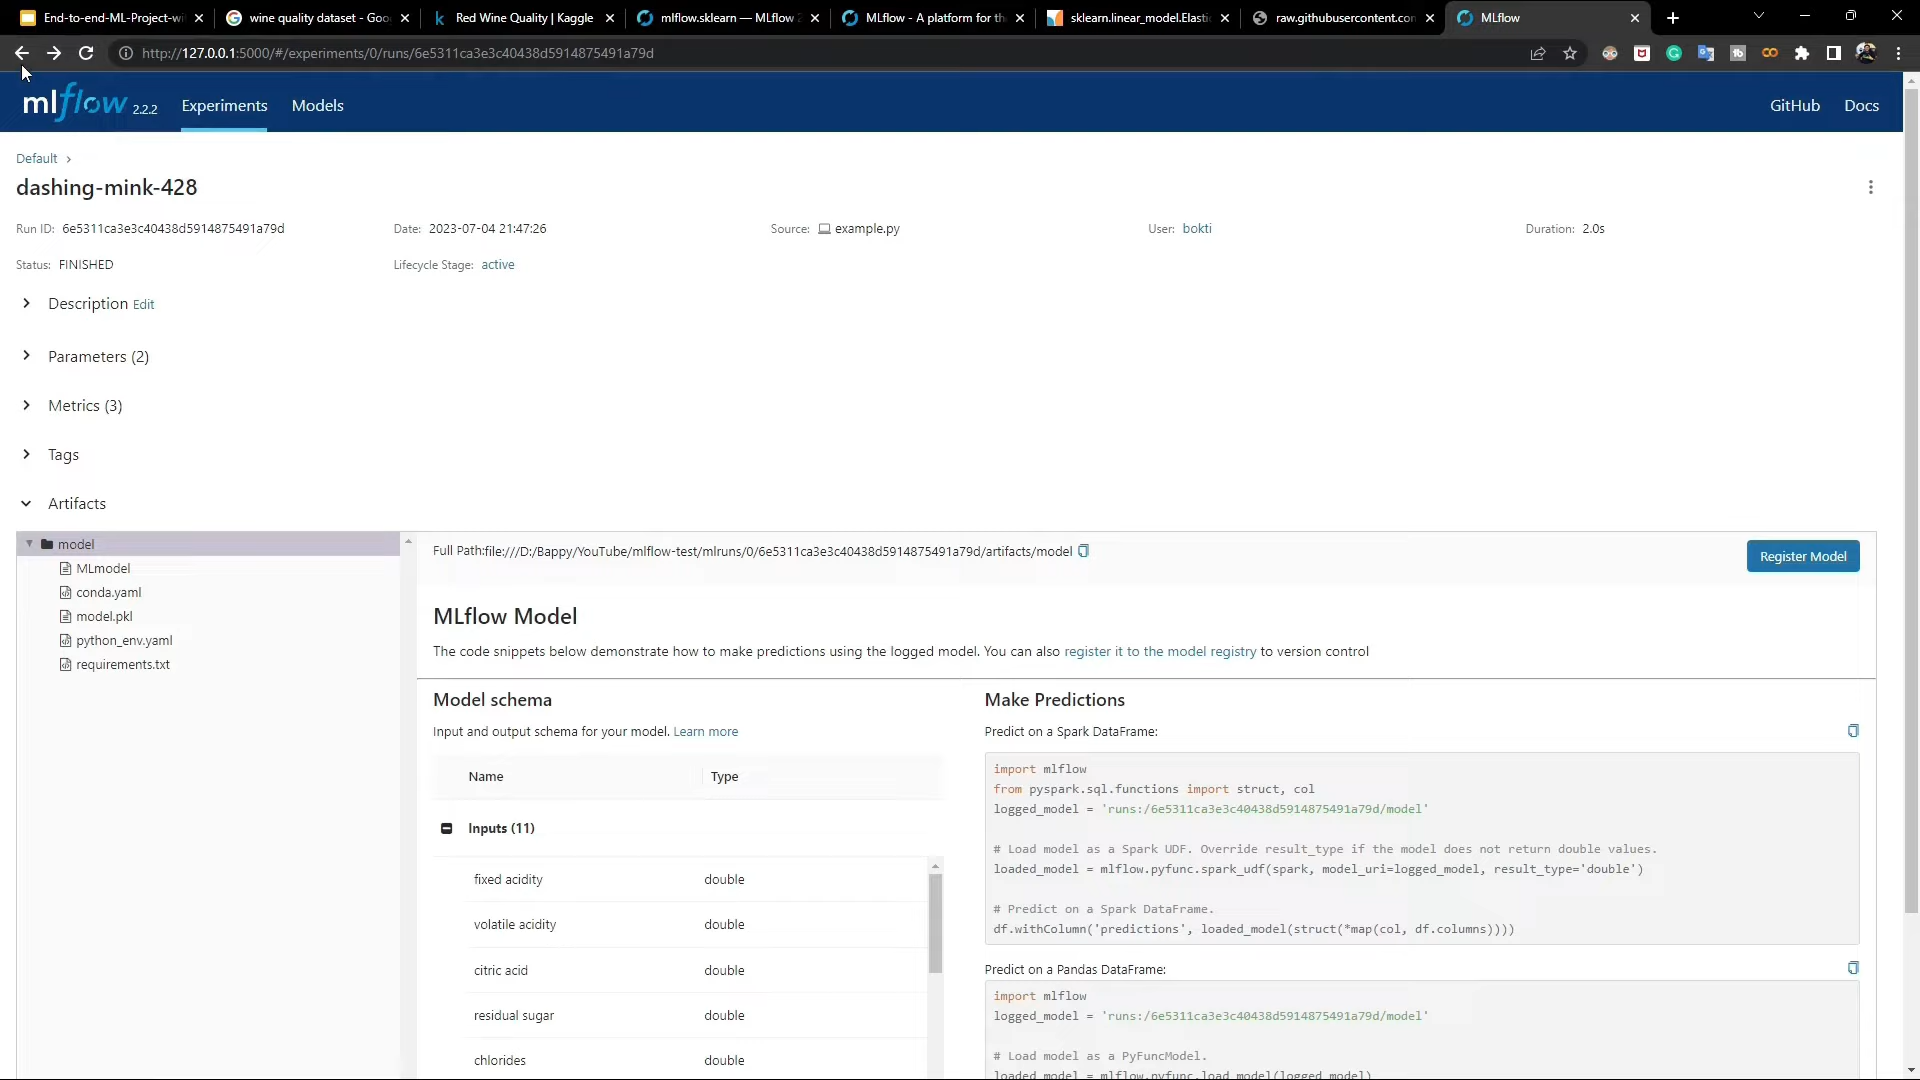 End-to-end-ML-Project-wi
wine quality dataset - Goo
Red Wine Quality | Kaggle
mlflow.sklearn — MLflow 2
MLflow - A platform for th
sklearn.linear_model.Elasti
raw.githubusercontent.con
MLflow
http://127.0.0.1:5000/#/experiments/0/runs/6e5311ca3e3c40438d5914875491a79d
mlflow 2.2.2 Experiments Models GitHub Docs
Default >
dashing-mink-428
Run ID: 6e5311ca3e3c40438d5914875491a79d Date: 2023-07-04 21:47:26 Source: example.py User: bokti Duration: 2.0s
Status: FINISHED Lifecycle Stage: active
Description Edit
Parameters (2)
Metrics (3)
Tags
Artifacts
model
MLmodel
conda.yaml
model.pkl
python_env.yaml
requirements.txt
Full Path:file:///D:/Bappy/YouTube/mlflow-test/mlruns/0/6e5311ca3e3c40438d5914875491a79d/artifacts/model
Register Model
MLflow Model
The code snippets below demonstrate how to make predictions using the logged model. You can also register it to the model registry to version control
Model schema
Input and output schema for your model. Learn more
Name Type
Inputs (11)
fixed acidity double
volatile acidity double
citric acid double
residual sugar double
chlorides double
Make Predictions
Predict on a Spark DataFrame:
import mlflow
from pyspark.sql.functions import struct, col
logged_model = 'runs:/6e5311ca3e3c40438d5914875491a79d/model'
# Load model as a Spark UDF. Override result_type if the model does not return double values.
loaded_model = mlflow.pyfunc.spark_udf(spark, model_uri=logged_model, result_type='double')
# Predict on a Spark DataFrame.
df.withColumn('predictions', loaded_model(struct(*map(col, df.columns))))
Predict on a Pandas DataFrame:
import mlflow
logged_model = 'runs:/6e5311ca3e3c40438d5914875491a79d/model'
# Load model as a PyFuncModel.
loaded_model = mlflow.pyfunc.load_model(logged_model)